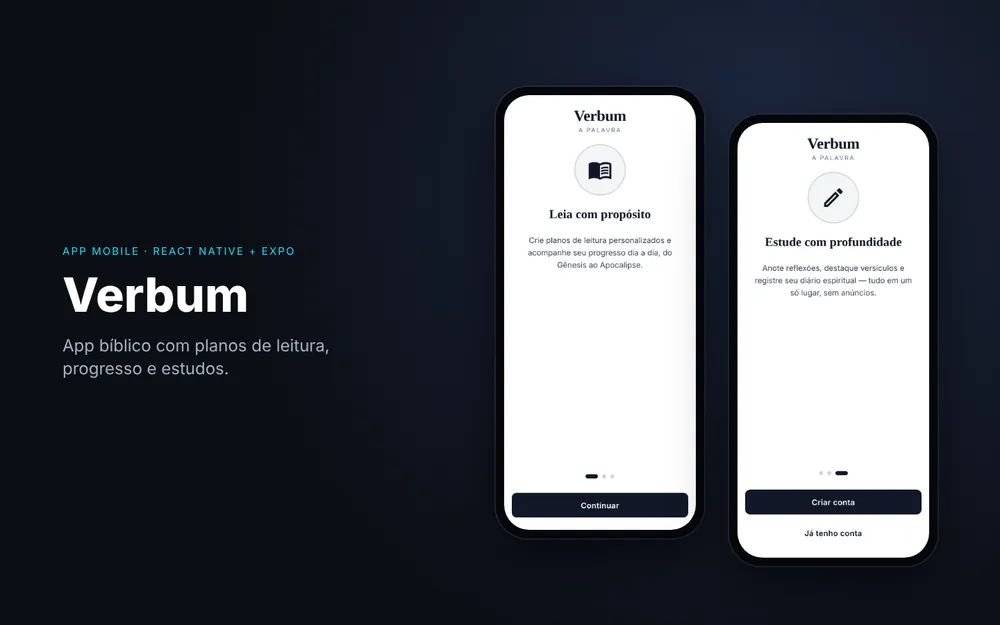 APP MOBILE · REACT NATIVE + EXPO
Verbum
App bíblico com planos de leitura,
progresso e estudos.
Verbum
A PALAVRA
Leia com propósito
Crie planos de leitura personalizados e
acompanhe seu progresso dia a dia, do
Gênesis ao Apocalipse.
Continuar
Verbum
A PALAVRA
Estude com profundidade
Anote reflexões, destaque versículos e
registre seu diário espiritual — tudo em um
só lugar, sem anúncios.
Criar conta
Já tenho conta